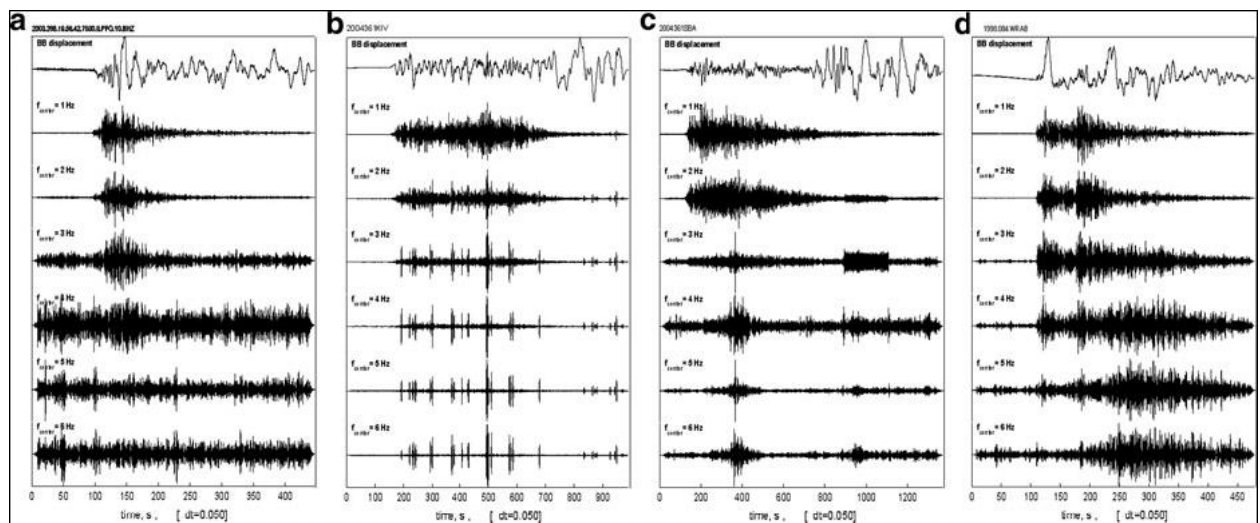 a
BB displacement
f center = 1 Hz
f center = 2 Hz
f center = 3 Hz
f center = 4 Hz
f center = 5 Hz
f center = 6 Hz
0 50 100 150 200 250 300 350 400
time, s , [ dt=0.050]
b
200436 1KIV
BB displacement
f center = 1 Hz
f center = 2 Hz
f center = 3 Hz
f center = 4 Hz
f center = 5 Hz
f center = 6 Hz
0 100 200 300 400 500 600 700 800 900
time, s , [ dt=0.050]
c
2004361SBA
BB displacement
f center = 1 Hz
f center = 2 Hz
f center = 3 Hz
f center = 4 Hz
f center = 5 Hz
f center = 6 Hz
0 200 400 600 800 1000 1200
time, s , [ dt=0.050]
d
1998.084.WRAB
BB displacement
f center = 1 Hz
f center = 2 Hz
f center = 3 Hz
f center = 4 Hz
f center = 5 Hz
f center = 6 Hz
0 50 100 150 200 250 300 350 400 450
time, s , [ dt=0.050]